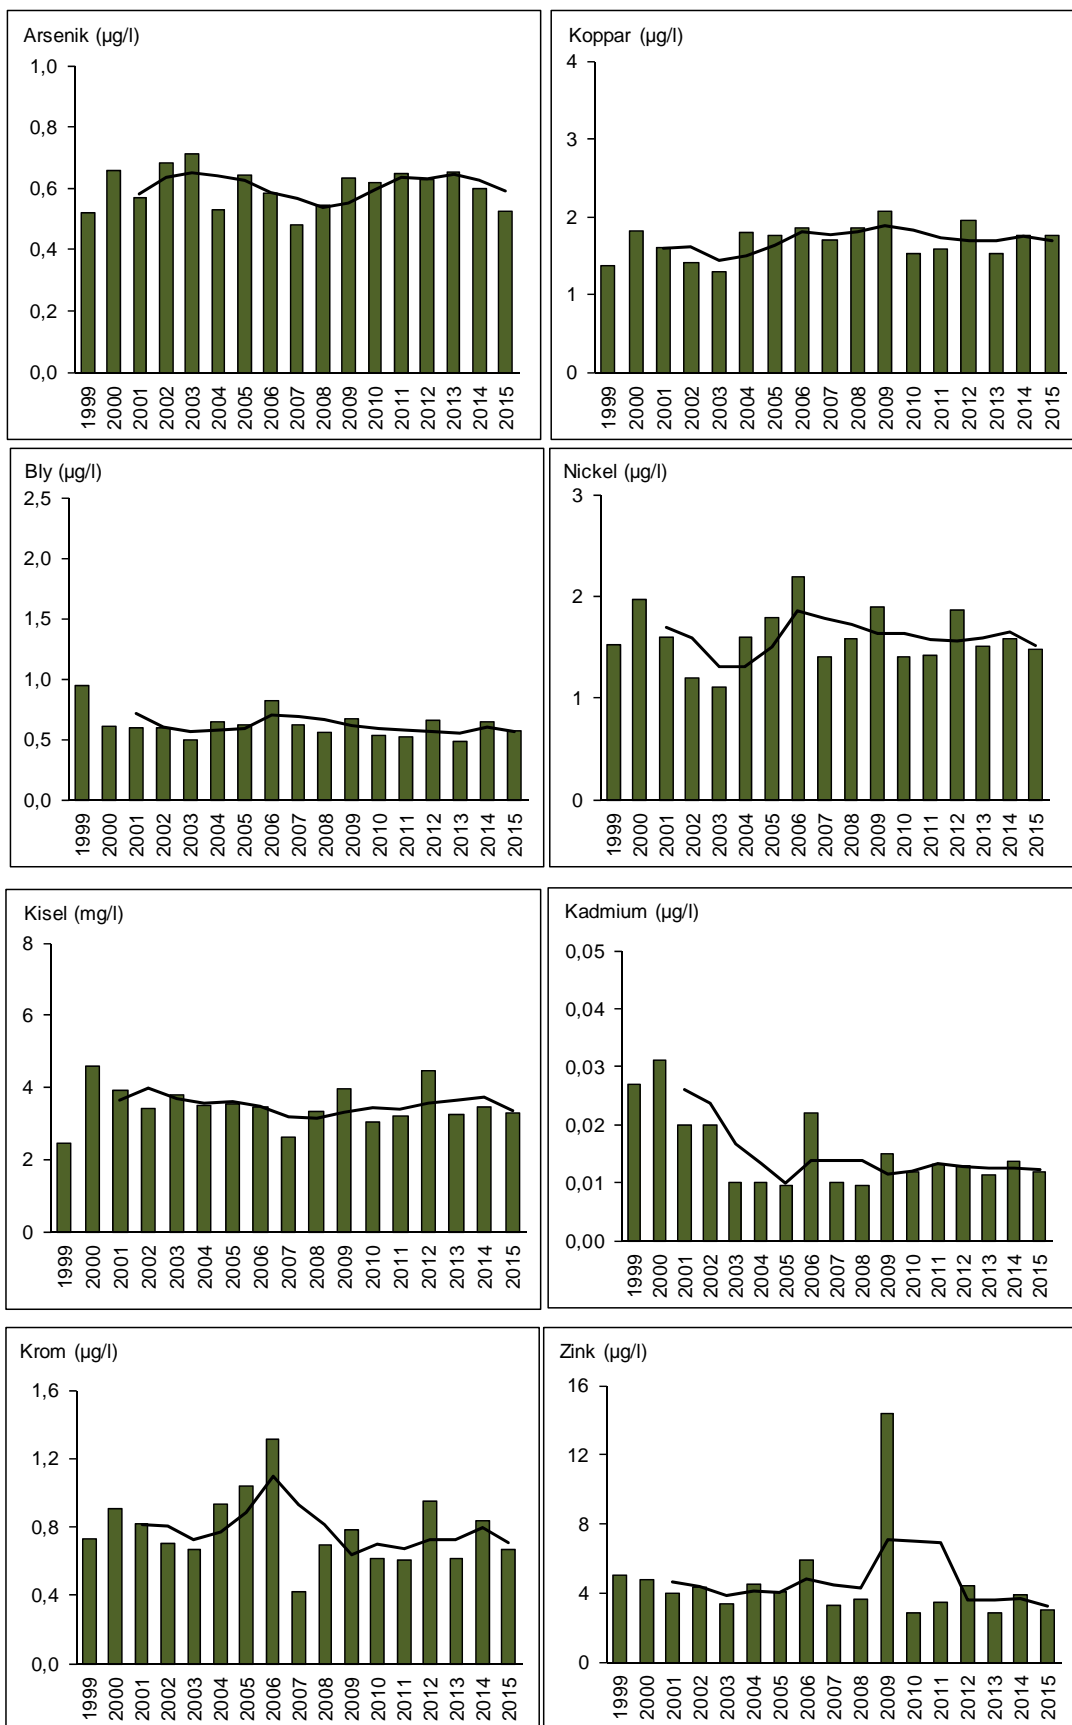 Arsenik (µg/l)
1,0
0,8
0,6
0,4
0,2
0,0
1999 2000 2001 2002 2003 2004 2005 2006 2007 2008 2009 2010 2011 2012 2013 2014 2015
Koppar (µg/l)
4
3
2
1
0
1999 2000 2001 2002 2003 2004 2005 2006 2007 2008 2009 2010 2011 2012 2013 2014 2015
Bly (µg/l)
2,5
2,0
1,5
1,0
0,5
0,0
1999 2000 2001 2002 2003 2004 2005 2006 2007 2008 2009 2010 2011 2012 2013 2014 2015
Nickel (µg/l)
3
2
1
0
1999 2000 2001 2002 2003 2004 2005 2006 2007 2008 2009 2010 2011 2012 2013 2014 2015
Kisel (mg/l)
8
6
4
2
0
1999 2000 2001 2002 2003 2004 2005 2006 2007 2008 2009 2010 2011 2012 2013 2014 2015
Kadmium (µg/l)
0,05
0,04
0,03
0,02
0,01
0,00
1999 2000 2001 2002 2003 2004 2005 2006 2007 2008 2009 2010 2011 2012 2013 2014 2015
Krom (µg/l)
1,6
1,2
0,8
0,4
0,0
1999 2000 2001 2002 2003 2004 2005 2006 2007 2008 2009 2010 2011 2012 2013 2014 2015
Zink (µg/l)
16
12
8
4
0
1999 2000 2001 2002 2003 2004 2005 2006 2007 2008 2009 2010 2011 2012 2013 2014 2015